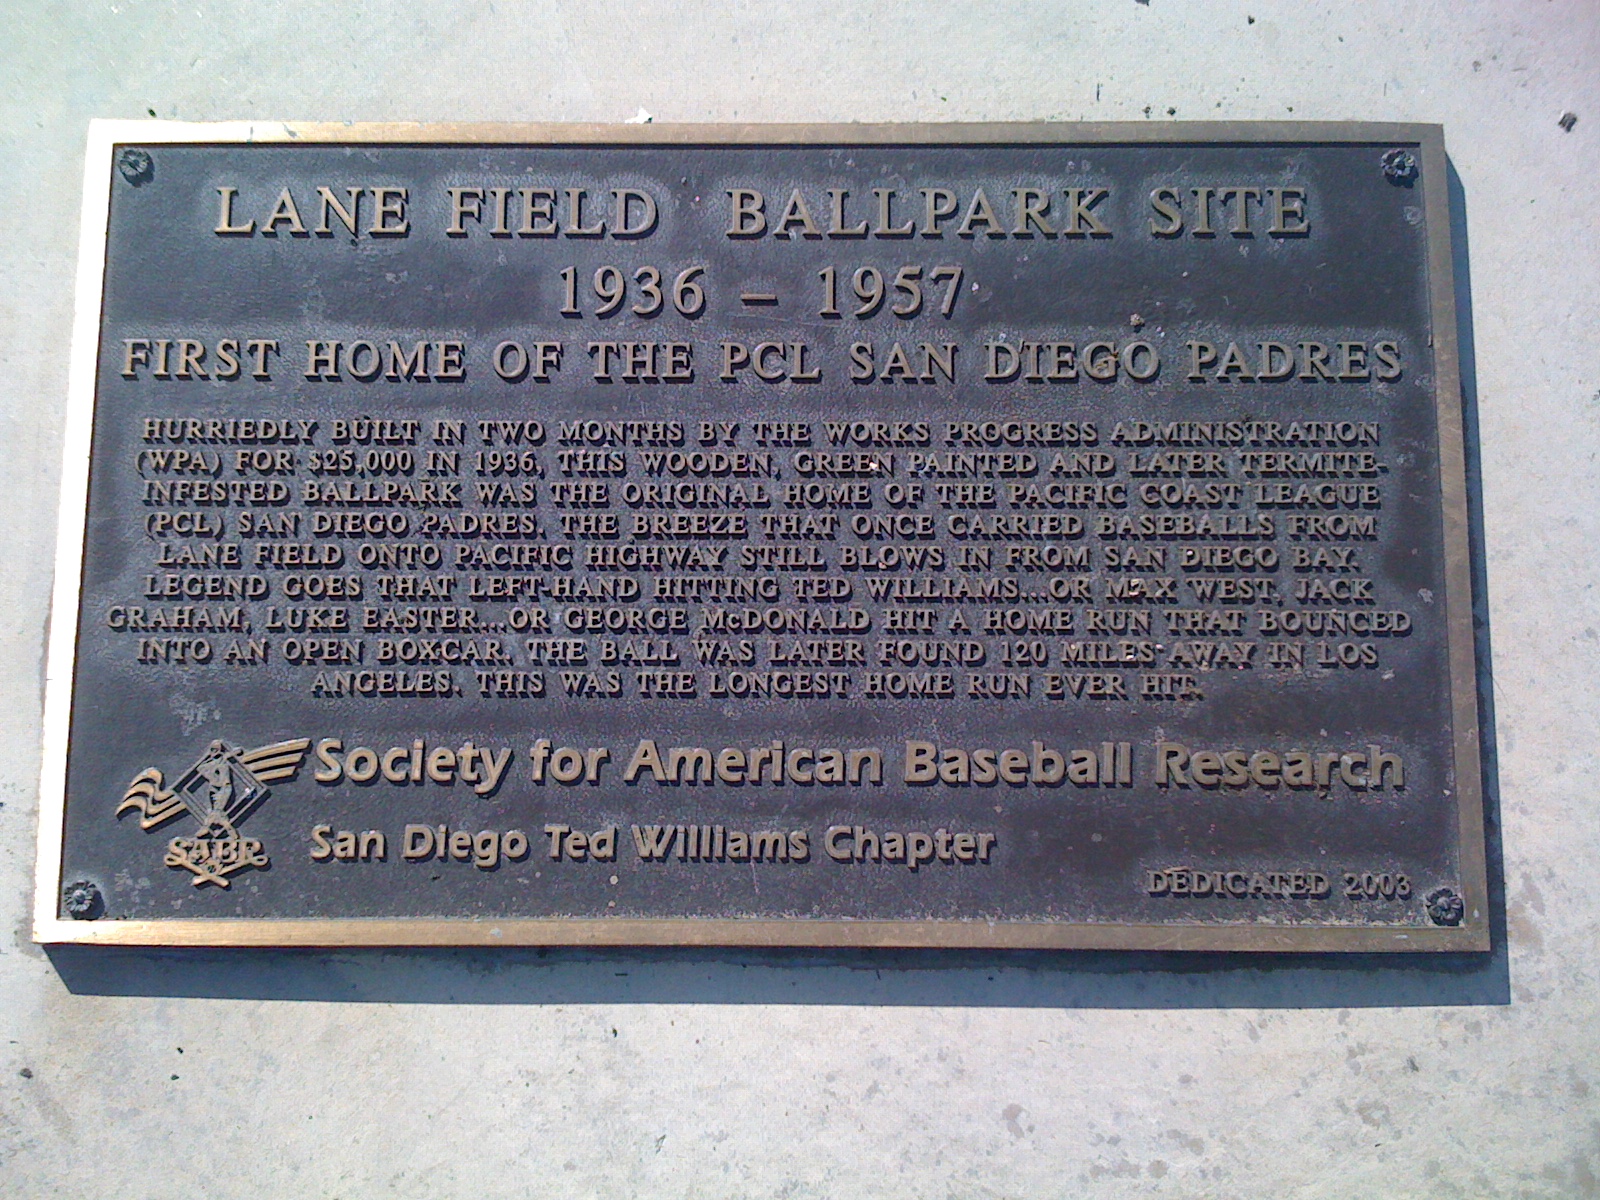 LANE FIELD BALLPARK SITE
1936 – 1957
FIRST HOME OF THE PCL SAN DIEGO PADRES
HURRIEDLY BUILT IN TWO MONTHS BY THE WORKS PROGRESS ADMINISTRATION
(WPA) FOR $25,000 IN 1936, THIS WOODEN, GREEN PAINTED AND LATER TERMITE-
INFESTED BALLPARK WAS THE ORIGINAL HOME OF THE PACIFIC COAST LEAGUE
(PCL) SAN DIEGO PADRES. THE BREEZE THAT ONCE CARRIED BASEBALLS FROM
LANE FIELD ONTO PACIFIC HIGHWAY STILL BLOWS IN FROM SAN DIEGO BAY.
LEGEND GOES THAT LEFT-HAND HITTING TED WILLIAMS...OR MAX WEST, JACK
GRAHAM, LUKE EASTER...OR GEORGE McDONALD HIT A HOME RUN THAT BOUNCED
INTO AN OPEN BOXCAR. THE BALL WAS LATER FOUND 120 MILES AWAY IN LOS
ANGELES. THIS WAS THE LONGEST HOME RUN EVER HIT.
Society for American Baseball Research
SABR
San Diego Ted Williams Chapter
DEDICATED 2003